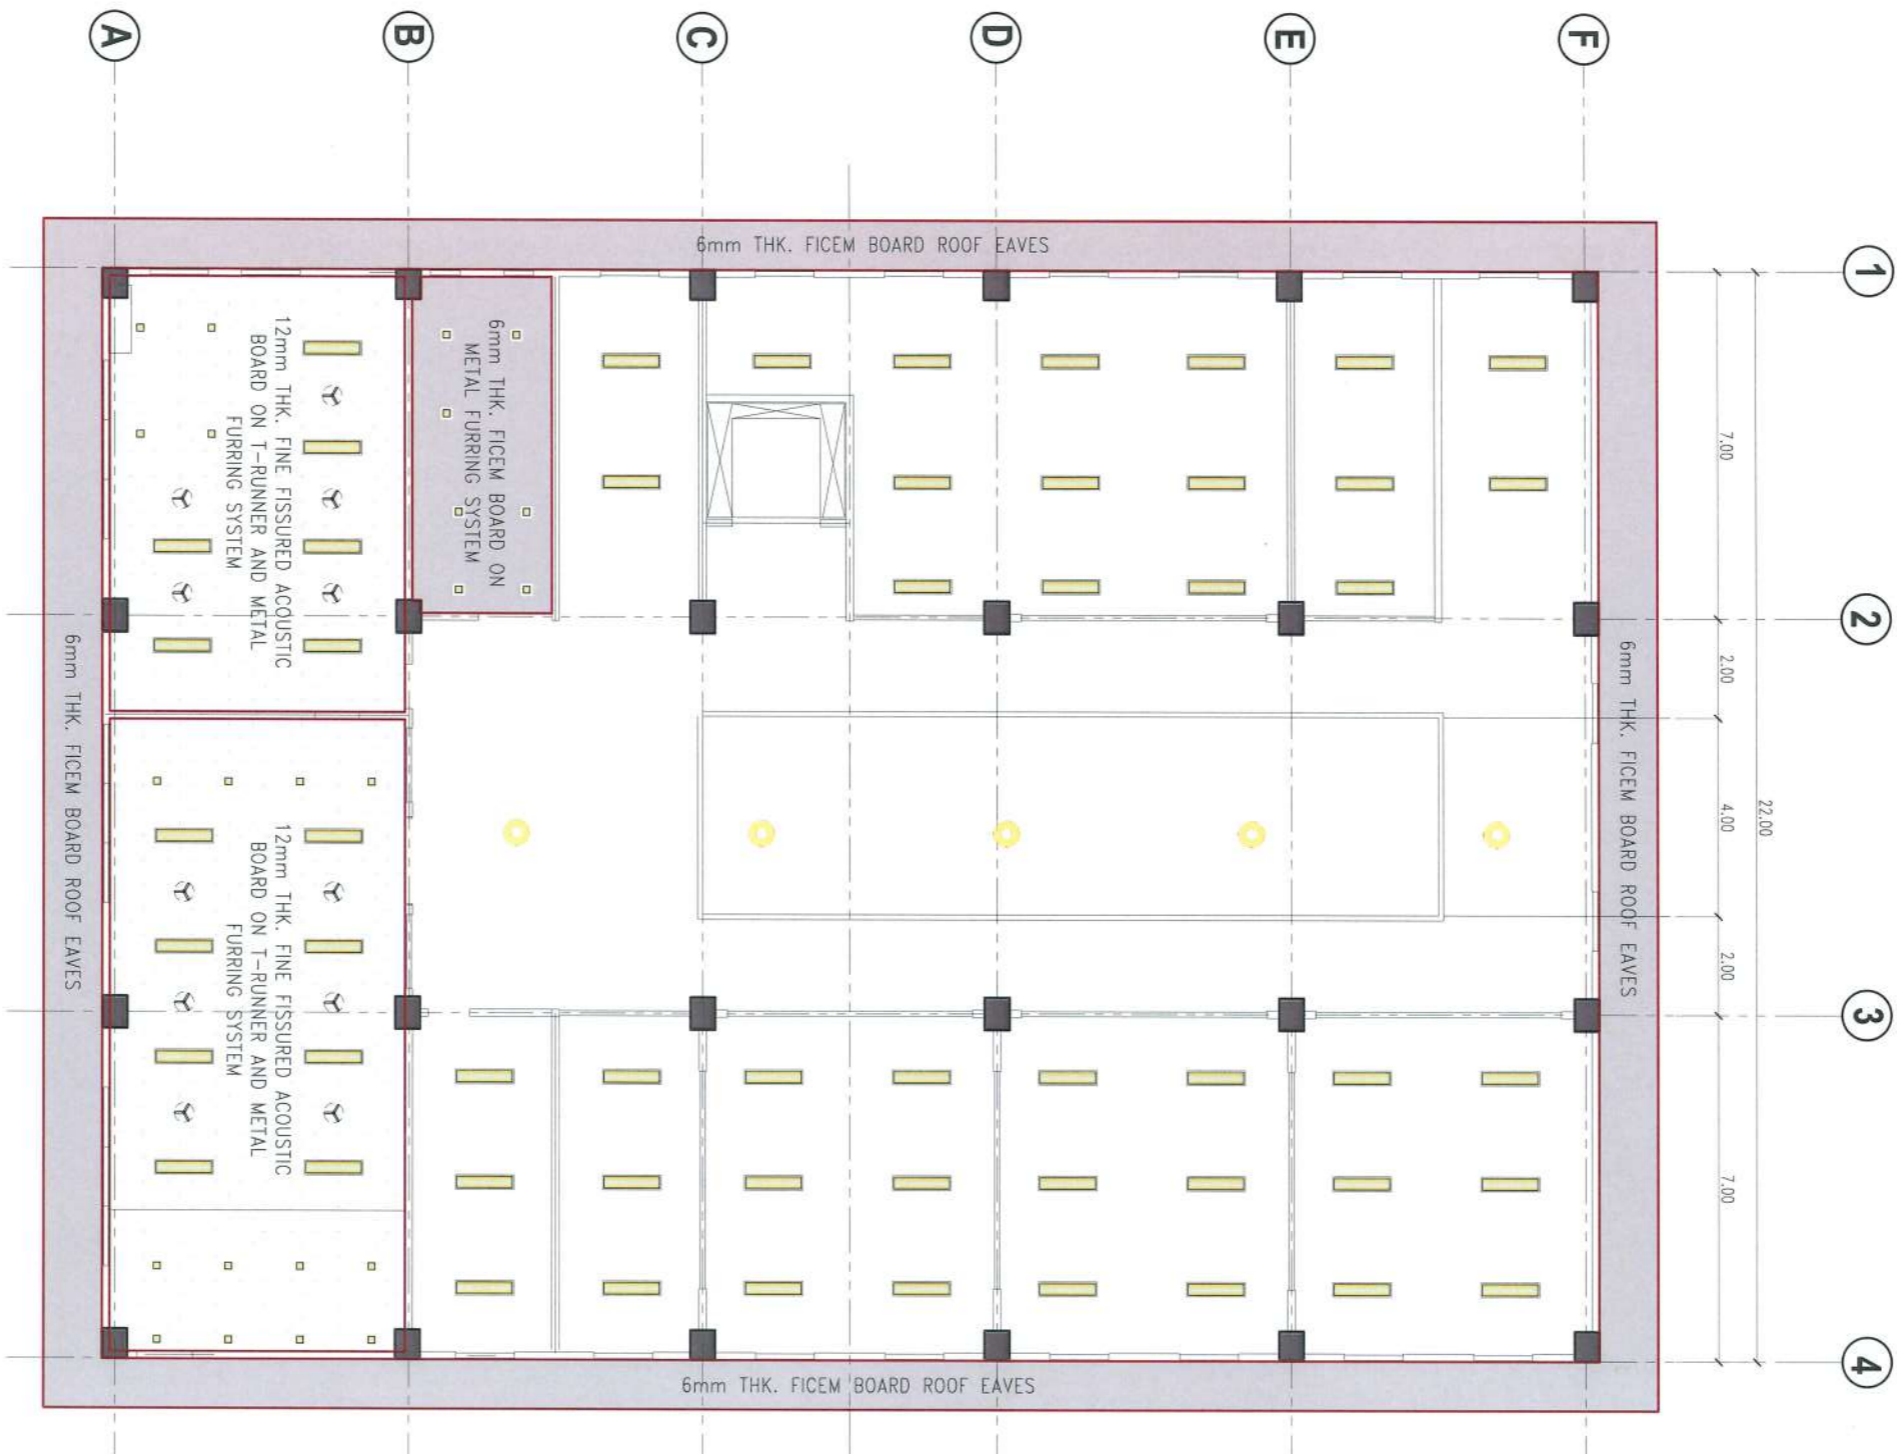 A
B
C
D
E
F
6mm THK. FICEM BOARD ROOF EAVES
1
12mm THK. FINE FISSURED ACOUSTIC
BOARD ON T-RUNNER AND METAL
FURRING SYSTEM
6mm THK. FICEM BOARD ON
METAL FURRING SYSTEM
7.00
2
6mm THK. FICEM BOARD ROOF EAVES
6mm THK. FICEM BOARD ROOF EAVES
2.00
22.00
4.00
12mm THK. FINE FISSURED ACOUSTIC
BOARD ON T-RUNNER AND METAL
FURRING SYSTEM
2.00
3
7.00
4
6mm THK. FICEM BOARD ROOF EAVES